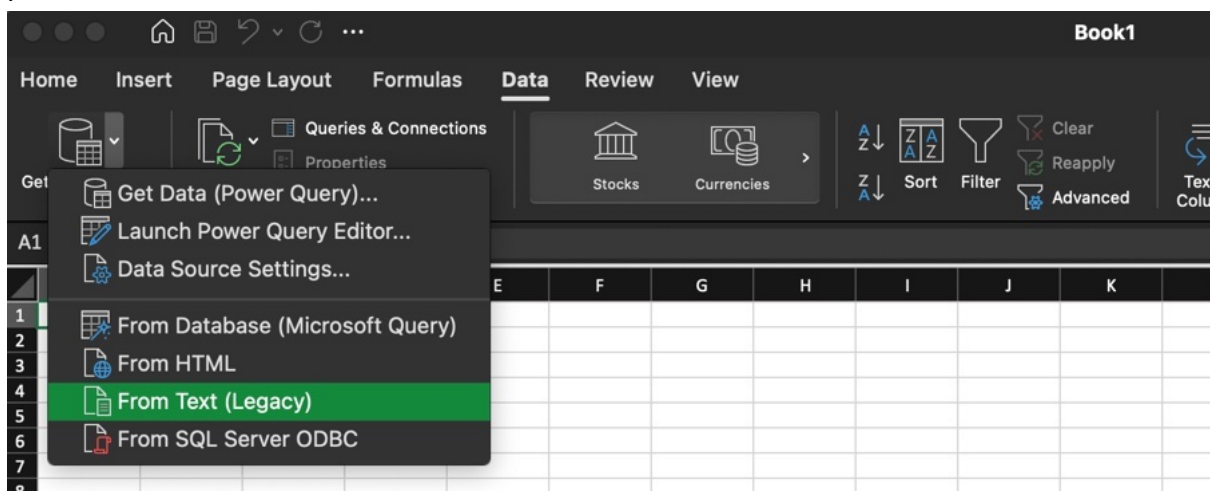 Book1
Home Insert Page Layout Formulas Data Review View
Queries & Connections
Properties
Stocks Currencies
Sort Filter
Clear
Reapply
Advanced
Get Data (Power Query)...
Launch Power Query Editor...
Data Source Settings...
From Database (Microsoft Query)
From HTML
From Text (Legacy)
From SQL Server ODBC
A1
E F G H I J K
1
2
3
4
5
6
7